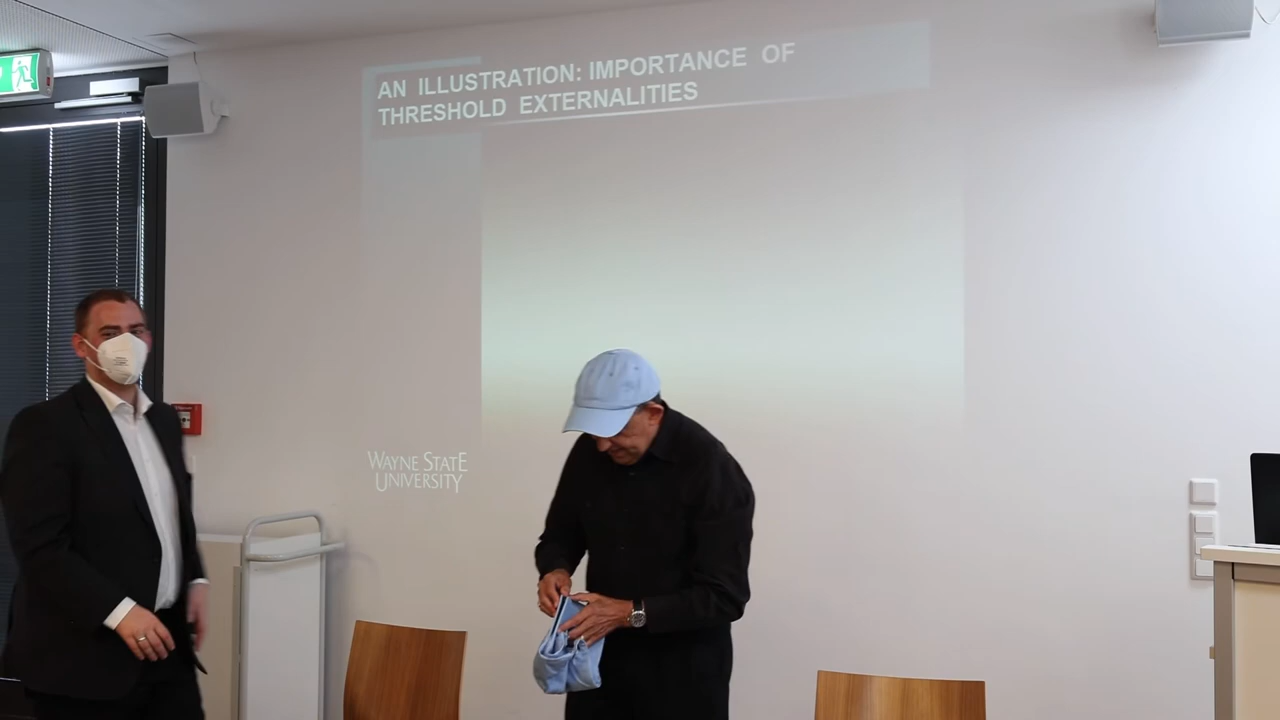 AN ILLUSTRATION: IMPORTANCE OF
THRESHOLD EXTERNALITIES
WAYNE STATE
UNIVERSITY